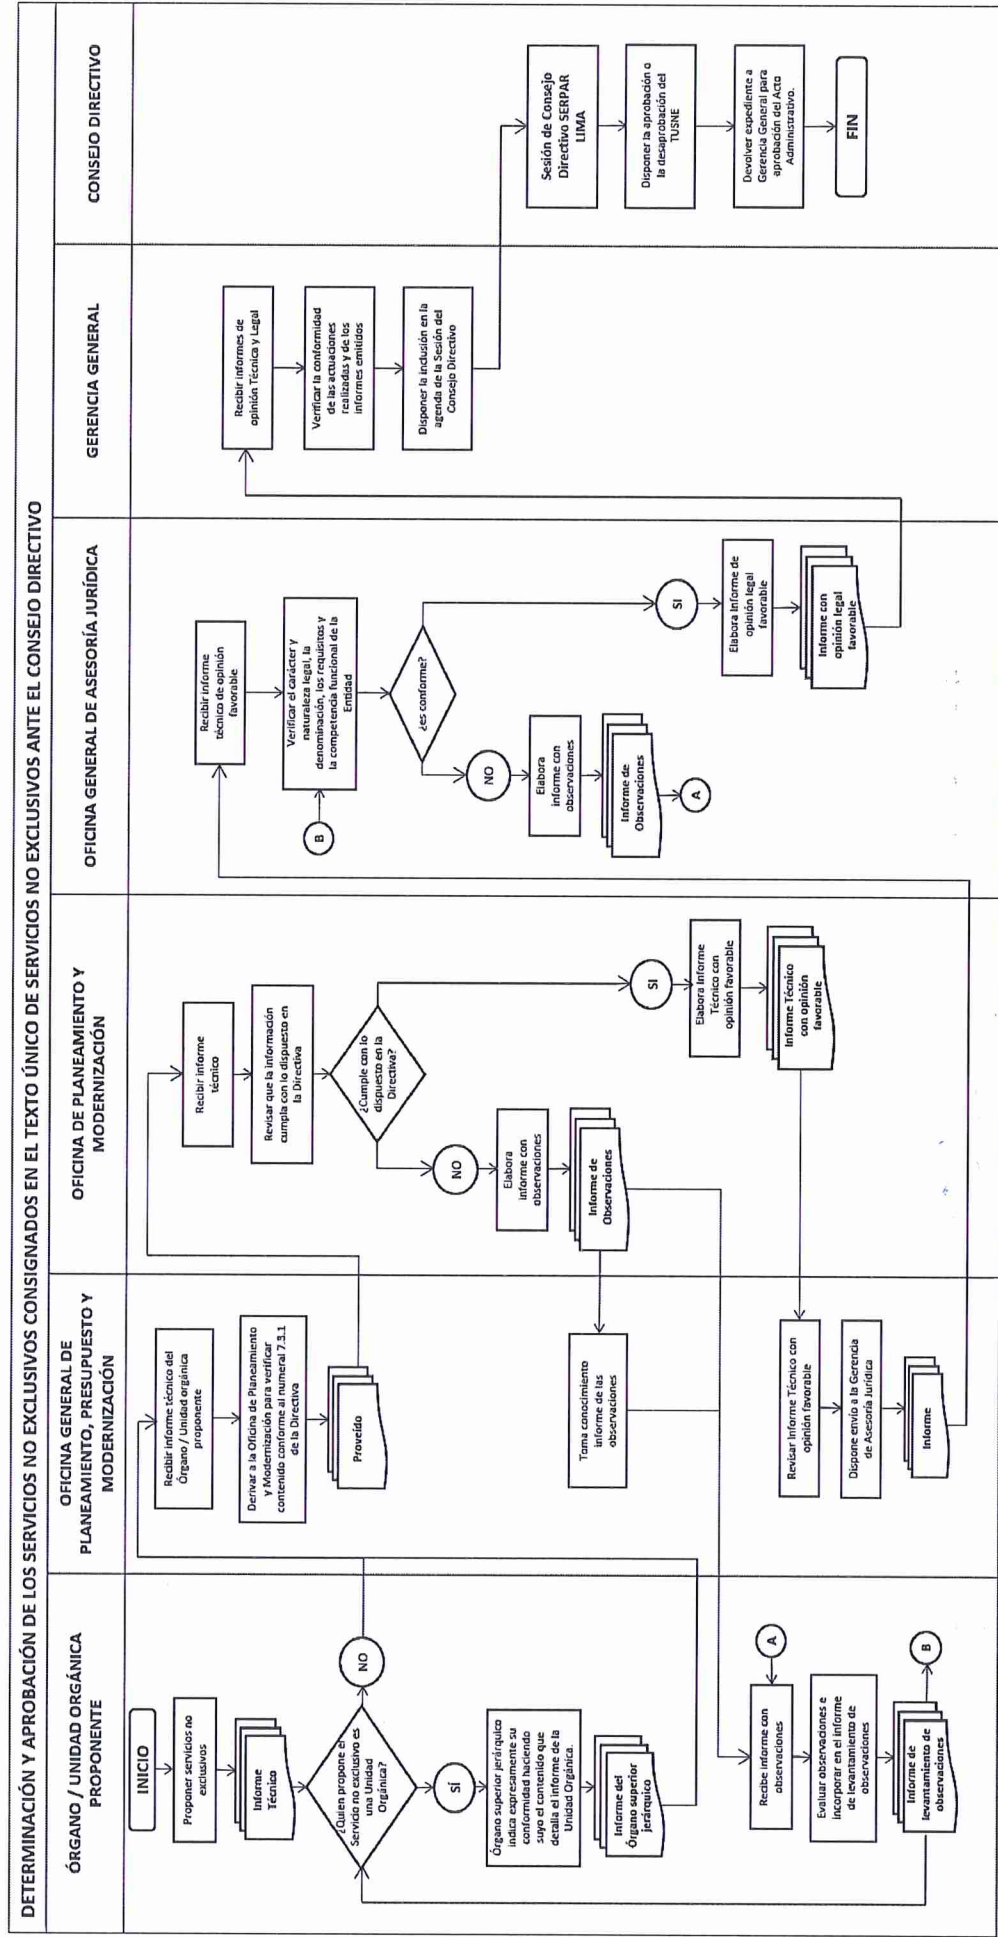 DETERMINACIÓN Y APROBACIÓN DE LOS SERVICIOS NO EXCLUSIVOS CONSIGNADOS EN EL TEXTO ÚNICO DE SERVICIOS NO EXCLUSIVOS ANTE EL CONSEJO DIRECTIVO
ÓRGANO / UNIDAD ORGÁNICA
PROPONENTE
INICIO
Proponer servicios no
exclusivos
Informe
Técnico
¿Quien propone el
Servicio no exclusivo es
una Unidad
Orgánica?
NO
SÍ
Órgano superior jerárquico
indica expresamente su
conformidad haciendo
suyo el contenido que
detalla el informe de la
Unidad Orgánica.
Informe del
Órgano superior
jerárquico
A
Recibe informe con
observaciones
Evaluar observaciones e
incorporar en el informe
de levantamiento de
observaciones
Informe de
levantamiento de
observaciones
B
OFICINA GENERAL DE
PLANEAMIENTO, PRESUPUESTO Y
MODERNIZACIÓN
Recibir informe técnico del
Órgano / Unidad orgánica
proponente
Derivar a la Oficina de Planeamiento
y Modernización para verificar
contenido conforme al numeral 7.3.1
de la Directiva
Proveído
Toma conocimiento
informe de las
observaciones
Revisar Informe Técnico con
opinión favorable
Dispone envío a la Gerencia
de Asesoría Jurídica
Informe
OFICINA DE PLANEAMIENTO Y
MODERNIZACIÓN
Recibir informe
técnico
Revisar que la información
cumpla con lo dispuesto en
la Directiva
¿Cumple con lo
dispuesto en la
Directiva?
NO
Elabora
informe con
observaciones
Informe de
Observaciones
SI
Elabora Informe
Técnico con
opinión favorable
Informe Técnico
con opinión
favorable
OFICINA GENERAL DE ASESORÍA JURÍDICA
Recibir informe
técnico de opinión
favorable
B
Verificar el carácter y
naturaleza legal, la
denominación, los requisitos y
la competencia funcional de la
Entidad
¿es conforme?
NO
Elabora
informe con
observaciones
Informe de
Observaciones
A
SI
Elabora Informe de
opinión legal
favorable
Informe con
opinión legal
favorable
GERENCIA GENERAL
Recibir informes de
opinión Técnica y Legal
Verificar la conformidad
de las actuaciones
realizadas y de los
informes emitidos
Disponer la inclusión en la
agenda de la Sesión del
Consejo Directivo
CONSEJO DIRECTIVO
Sesión de Consejo
Directivo SERPAR
LIMA
Disponer la aprobación o
la desaprobación del
TUSNE
Devolver expediente a
Gerencia General para
aprobación del Acto
Administrativo.
FIN